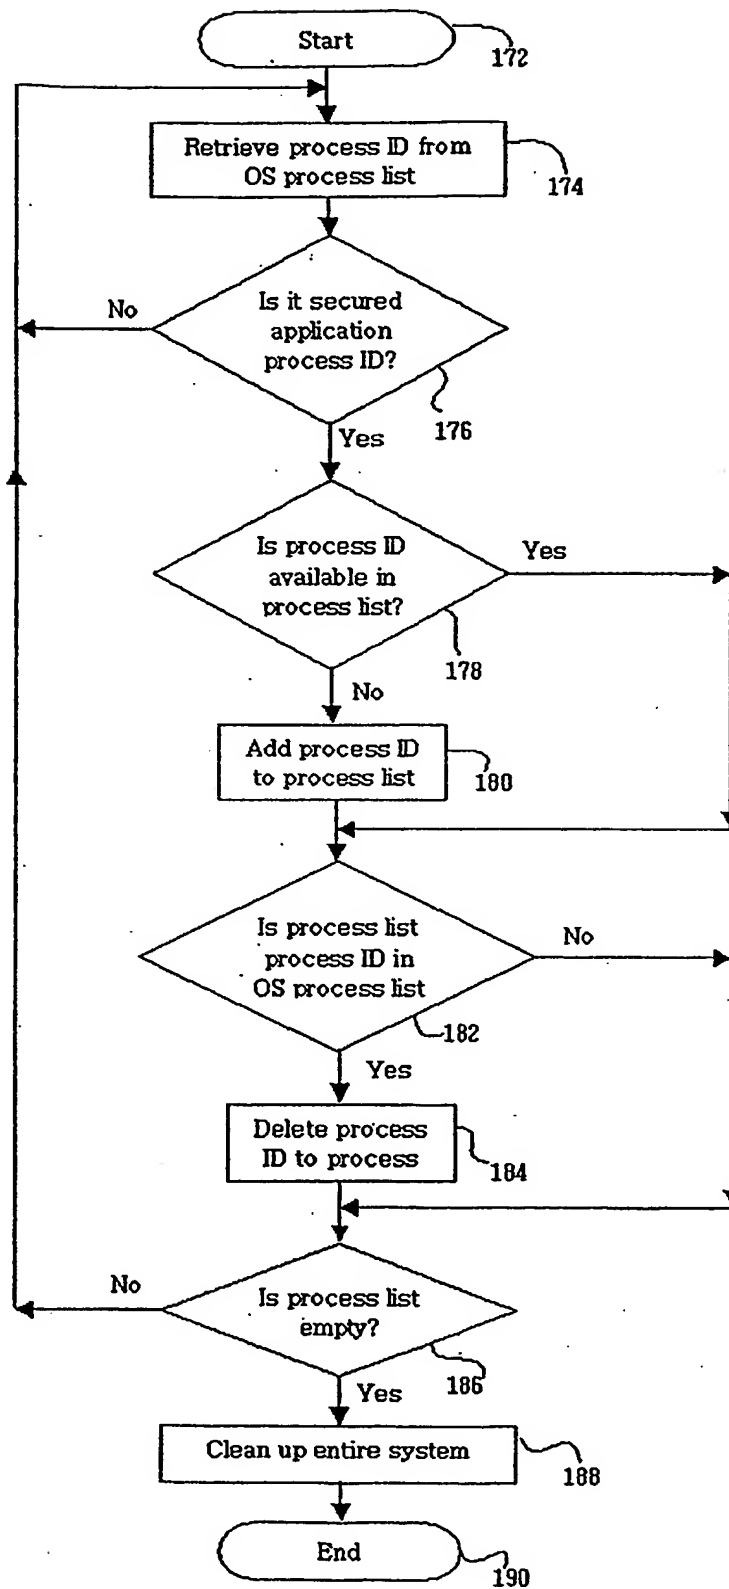 Start
172
Retrieve process ID from
OS process list
174
Is it secured
application
process ID?
176
No
Yes
Is process ID
available in
process list?
178
Yes
No
Add process ID
to process list
180
Is process list
process ID in
OS process list
182
No
Yes
Delete process
ID to process
184
Is process list
empty?
186
No
Yes
Clean up entire system
188
End
190